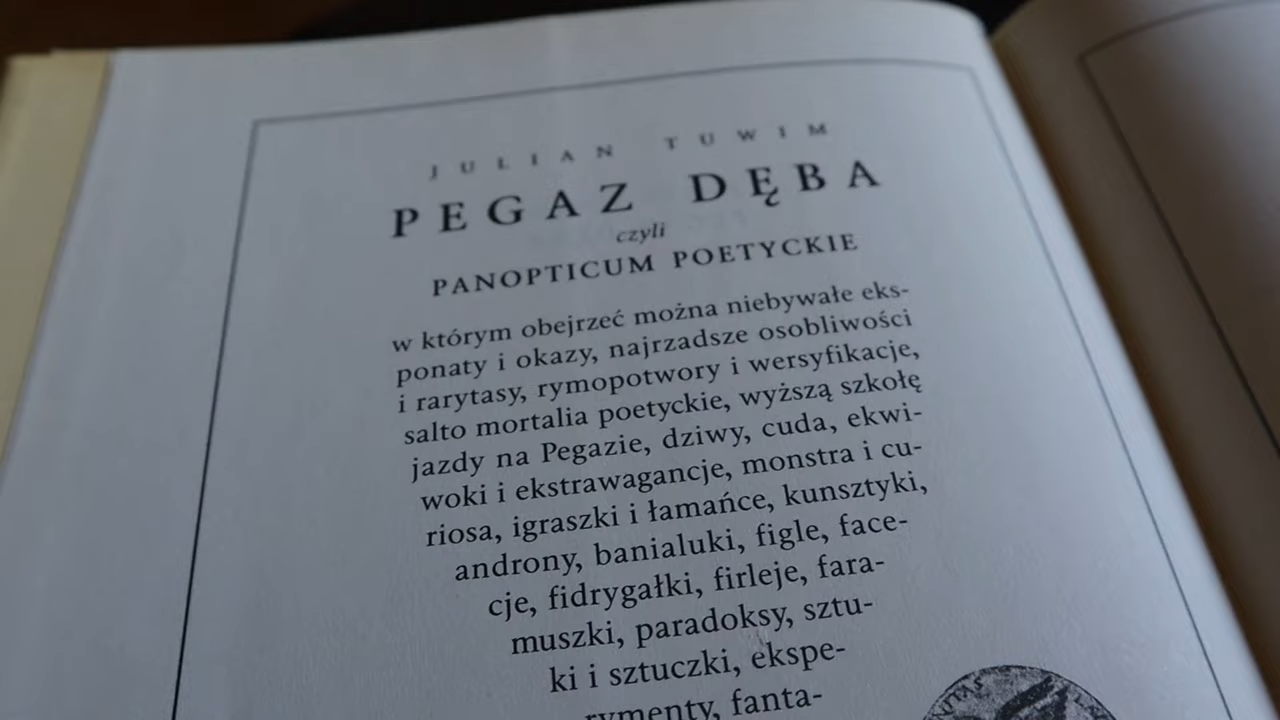 JULIAN TUWIM
PEGAZ DĘBA
czyli
PANOPTICUM POETYCKIE
w którym obejrzeć można niebywałe eks-
ponaty i okazy, najrzadsze osobliwości
i rarytasy, rymopotwory i wersyfikacje,
salto mortalia poetyckie, wyższą szkołę
jazdy na Pegazie, dziwy, cuda, ekwi-
woki i ekstrawagancje, monstra i cu-
riosa, igraszki i łamańce, kunsztyki,
androny, banialuki, figle, face-
cje, fidrygałki, firleje, fara-
muszki, paradoksy, sztu-
ki i sztuczki, ekspe-
rymenty, fanta-